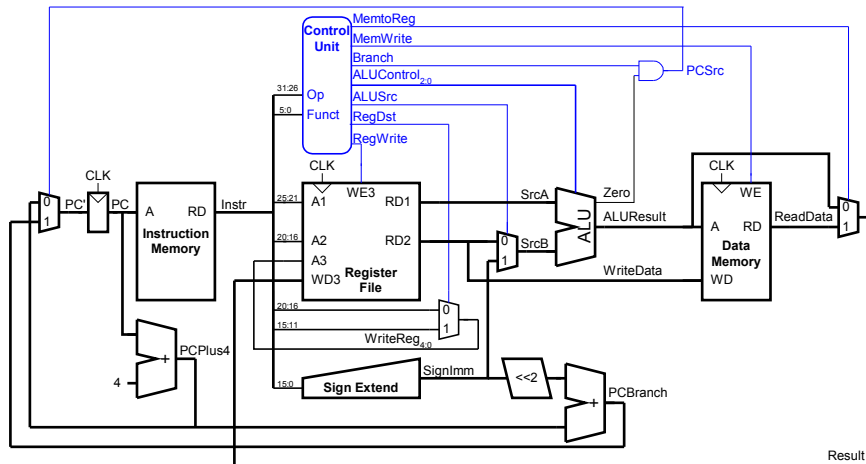 MemtoReg
Control
Unit
MemWrite
Branch
ALUControl2:0
PCSrc
31:26
Op
ALUSrc
5:0
Funct
RegDst
RegWrite
CLK
CLK
CLK
WE3
WE
0
1
PC'
PC
A
RD
Instr
Instruction
Memory
25:21
A1
RD1
SrcA
Zero
20:16
A2
RD2
0
1
SrcB
ALU
ALUResult
A
RD
ReadData
0
1
Data
Memory
A3
WD3
Register
File
WriteData
WD
20:16
0
15:11
1
WriteReg4:0
PCPlus4
+
4
15:0
Sign Extend
SignImm
<<2
PCBranch
+
Result